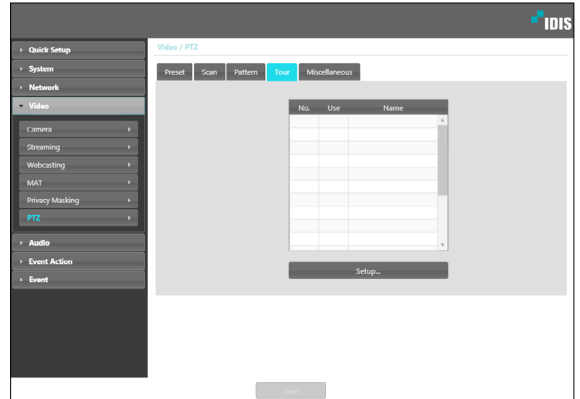 IDIS
Quick Setup
System
Network
Video
Camera
Streaming
Webcasting
MAT
Privacy Masking
PTZ
Audio
Event Action
Event
Video / PTZ
Preset Scan Pattern Tour Miscellaneous
No. Use Name
Setup...
Save